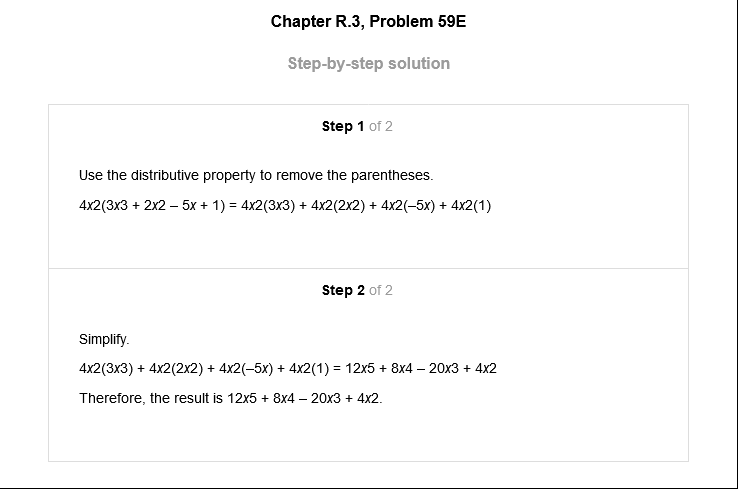 Chapter R.3, Problem 59E
Step-by-step solution
Step 1 of 2
Use the distributive property to remove the parentheses.
4x2(3x3 + 2x2 – 5x + 1) = 4x2(3x3) + 4x2(2x2) + 4x2(–5x) + 4x2(1)
Step 2 of 2
Simplify.
4x2(3x3) + 4x2(2x2) + 4x2(–5x) + 4x2(1) = 12x5 + 8x4 – 20x3 + 4x2
Therefore, the result is 12x5 + 8x4 – 20x3 + 4x2.